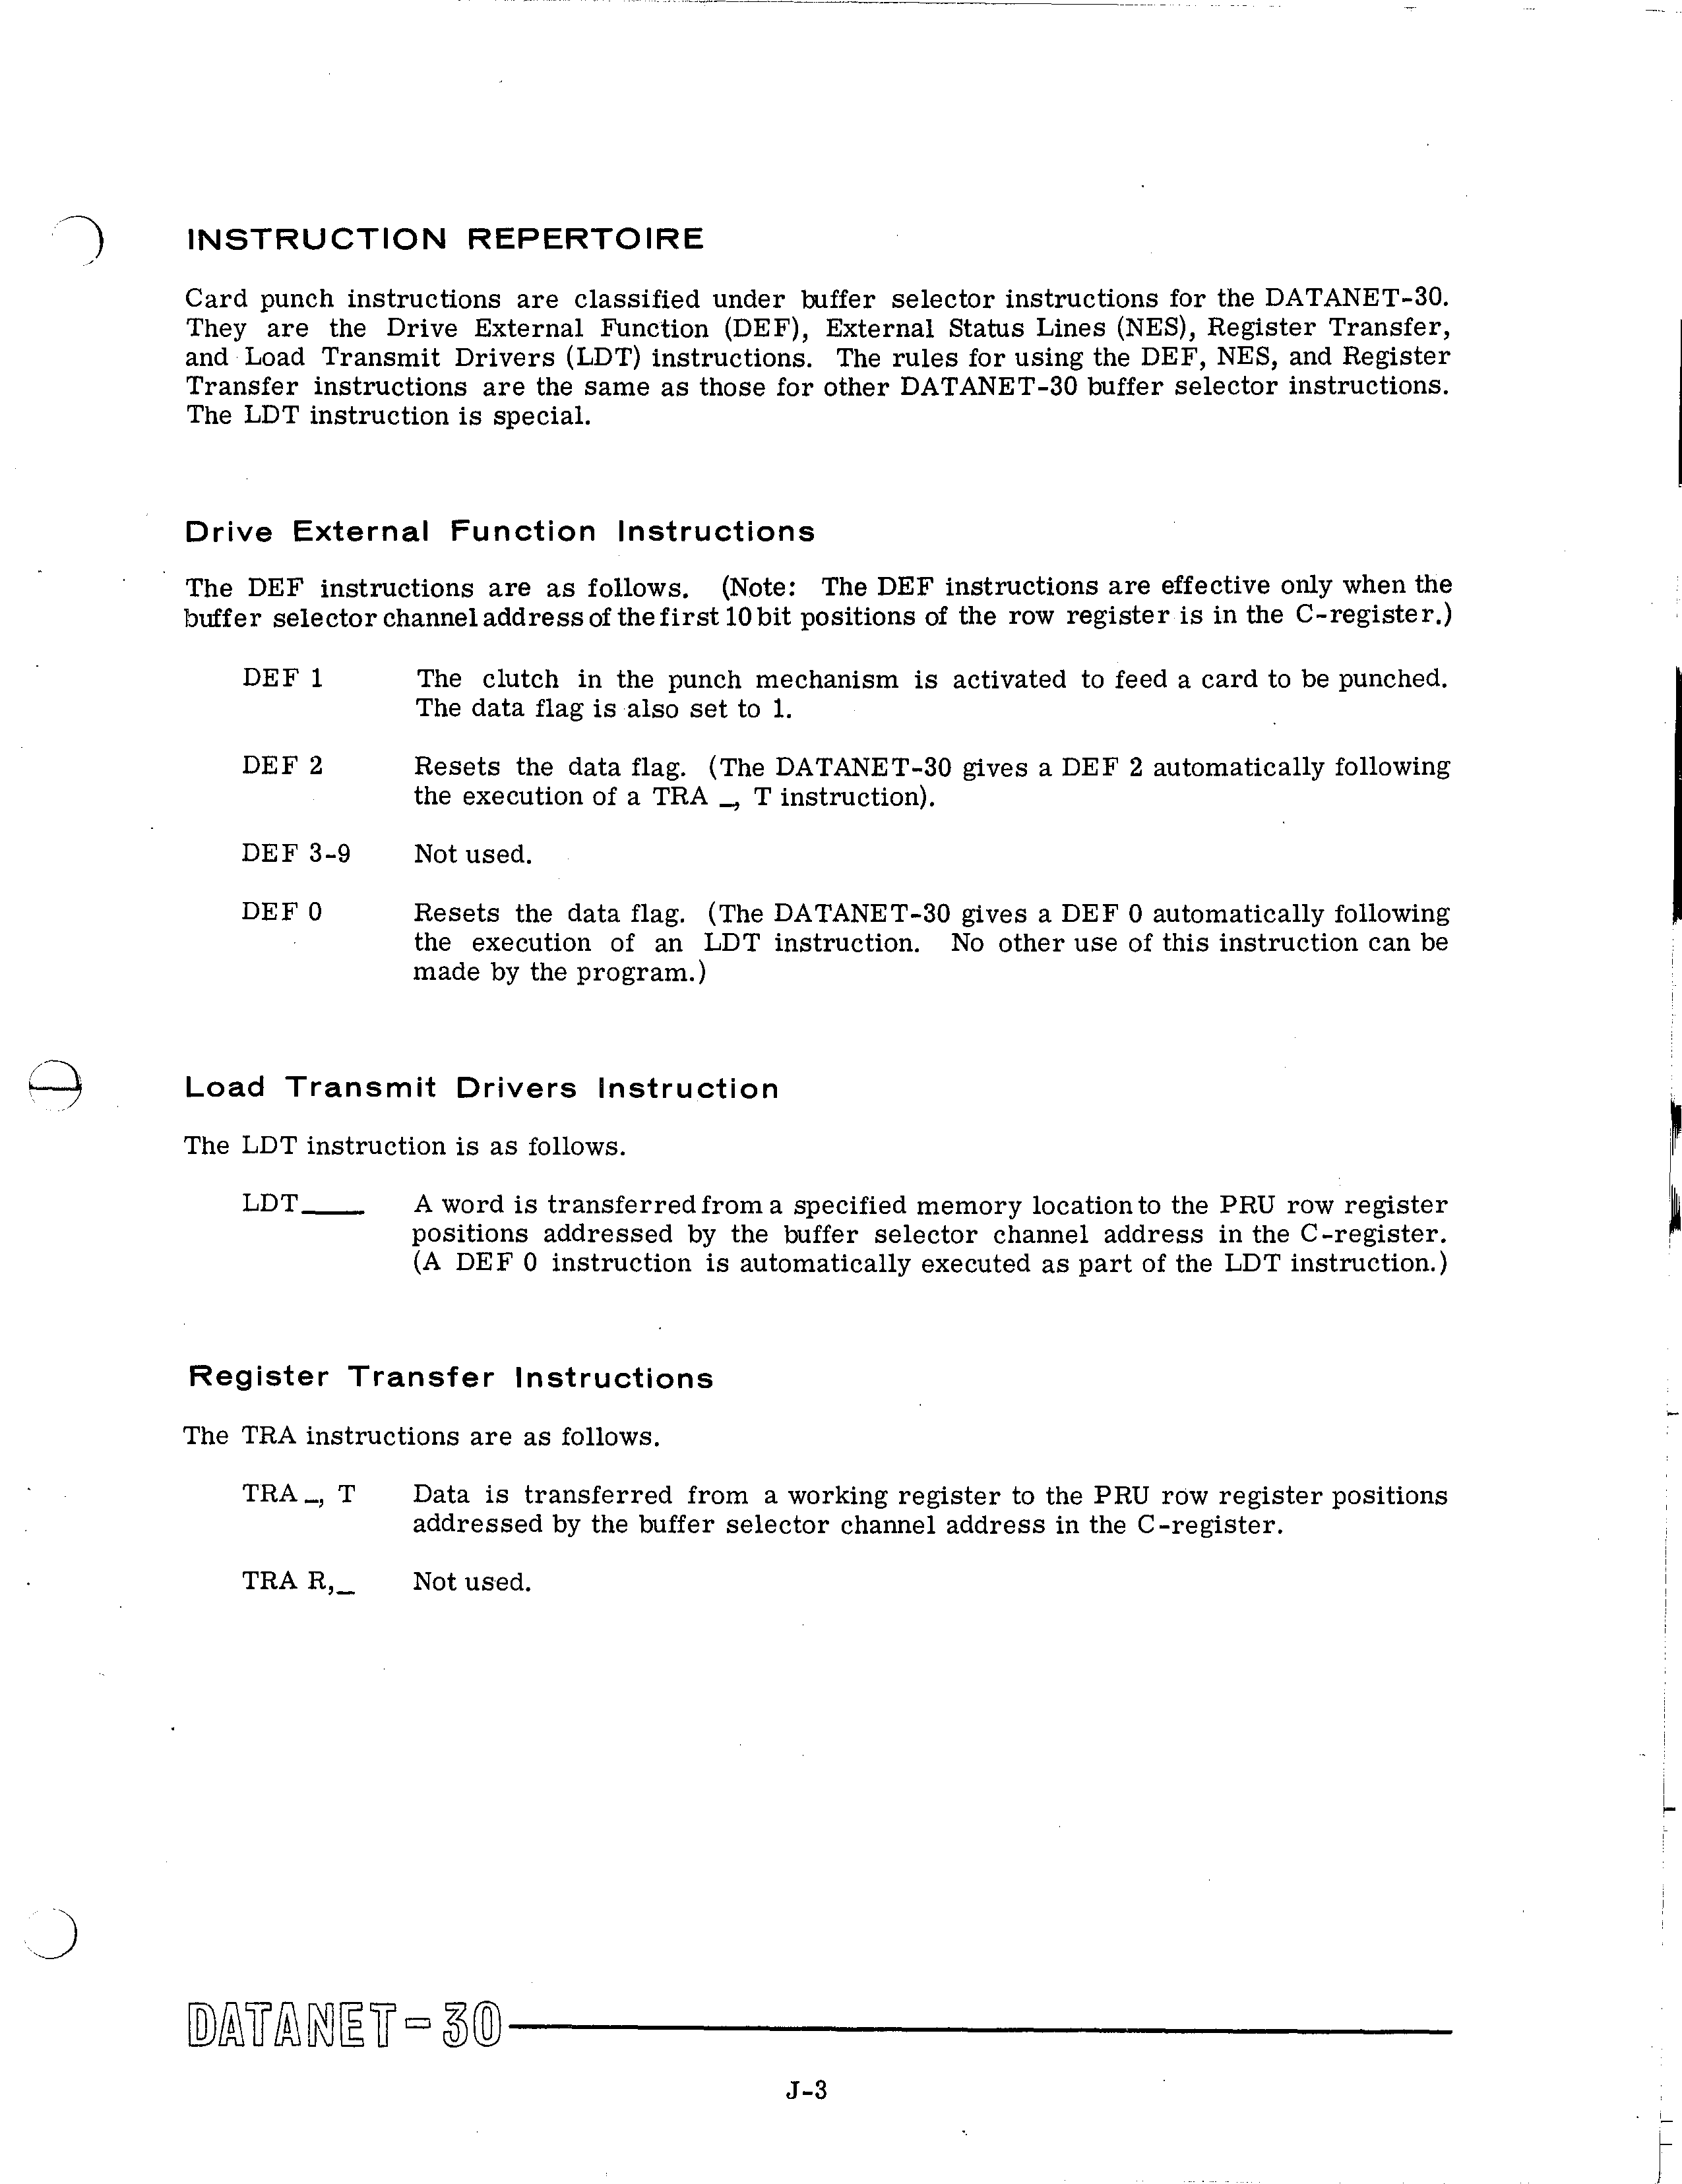 INSTRUCTION REPERTOIRE
Card punch instructions are classified under buffer selector instructions for the DATANET-30.
They are the Drive External Function (DEF), External Status Lines (NES), Register Transfer,
and Load Transmit Drivers (LDT) instructions. The rules for using the DEF, NES, and Register
Transfer instructions are the same as those for other DATANET-30 buffer selector instructions.
The LDT instruction is special.
Drive External Function Instructions
The DEF instructions are as follows. (Note: The DEF instructions are effective only when the
buffer selector channel address of the first 10 bit positions of the row register is in the C-register.)
DEF 1 The clutch in the punch mechanism is activated to feed a card to be punched.
The data flag is also set to 1.
DEF 2 Resets the data flag. (The DATANET-30 gives a DEF 2 automatically following
the execution of a TRA _, T instruction).
DEF 3-9 Not used.
DEF 0 Resets the data flag. (The DATANET-30 gives a DEF 0 automatically following
the execution of an LDT instruction. No other use of this instruction can be
made by the program.)
Load Transmit Drivers Instruction
The LDT instruction is as follows.
LDT____ A word is transferred from a specified memory location to the PRU row register
positions addressed by the buffer selector channel address in the C-register.
(A DEF 0 instruction is automatically executed as part of the LDT instruction.)
Register Transfer Instructions
The TRA instructions are as follows.
TRA _, T Data is transferred from a working register to the PRU row register positions
addressed by the buffer selector channel address in the C-register.
TRA R,_ Not used.
DATANET-30
J-3